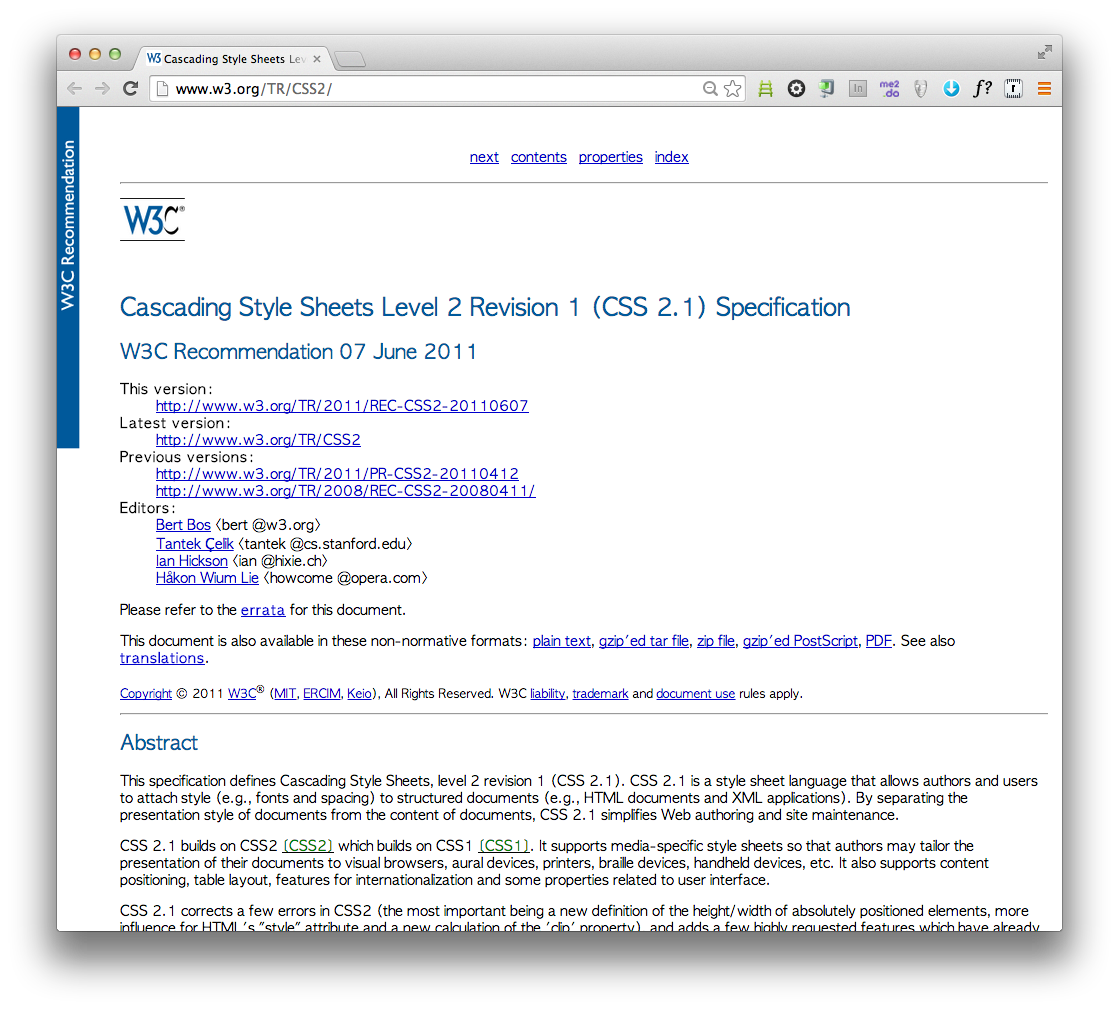 W3 Cascading Style Sheets Lev
www.w3.org/TR/CSS2/
In
me2 .do
f?
r
W3C Recommendation
next contents properties index
W3C®
Cascading Style Sheets Level 2 Revision 1 (CSS 2.1) Specification
W3C Recommendation 07 June 2011
This version:
http://www.w3.org/TR/2011/REC-CSS2-20110607
Latest version:
http://www.w3.org/TR/CSS2
Previous versions:
http://www.w3.org/TR/2011/PR-CSS2-20110412
http://www.w3.org/TR/2008/REC-CSS2-20080411/
Editors:
Bert Bos <bert @w3.org>
Tantek Çelik <tantek @cs.stanford.edu>
Ian Hickson <ian @hixie.ch>
Håkon Wium Lie <howcome @opera.com>
Please refer to the errata for this document.
This document is also available in these non-normative formats: plain text, gzip'ed tar file, zip file, gzip'ed PostScript, PDF. See also
translations.
Copyright © 2011 W3C® (MIT, ERCIM, Keio), All Rights Reserved. W3C liability, trademark and document use rules apply.
Abstract
This specification defines Cascading Style Sheets, level 2 revision 1 (CSS 2.1). CSS 2.1 is a style sheet language that allows authors and users
to attach style (e.g., fonts and spacing) to structured documents (e.g., HTML documents and XML applications). By separating the
presentation style of documents from the content of documents, CSS 2.1 simplifies Web authoring and site maintenance.
CSS 2.1 builds on CSS2 [CSS2] which builds on CSS1 [CSS1]. It supports media-specific style sheets so that authors may tailor the
presentation of their documents to visual browsers, aural devices, printers, braille devices, handheld devices, etc. It also supports content
positioning, table layout, features for internationalization and some properties related to user interface.
CSS 2.1 corrects a few errors in CSS2 (the most important being a new definition of the height/width of absolutely positioned elements, more
influence for HTML's "style" attribute and a new calculation of the 'clip' property), and adds a few highly requested features which have already